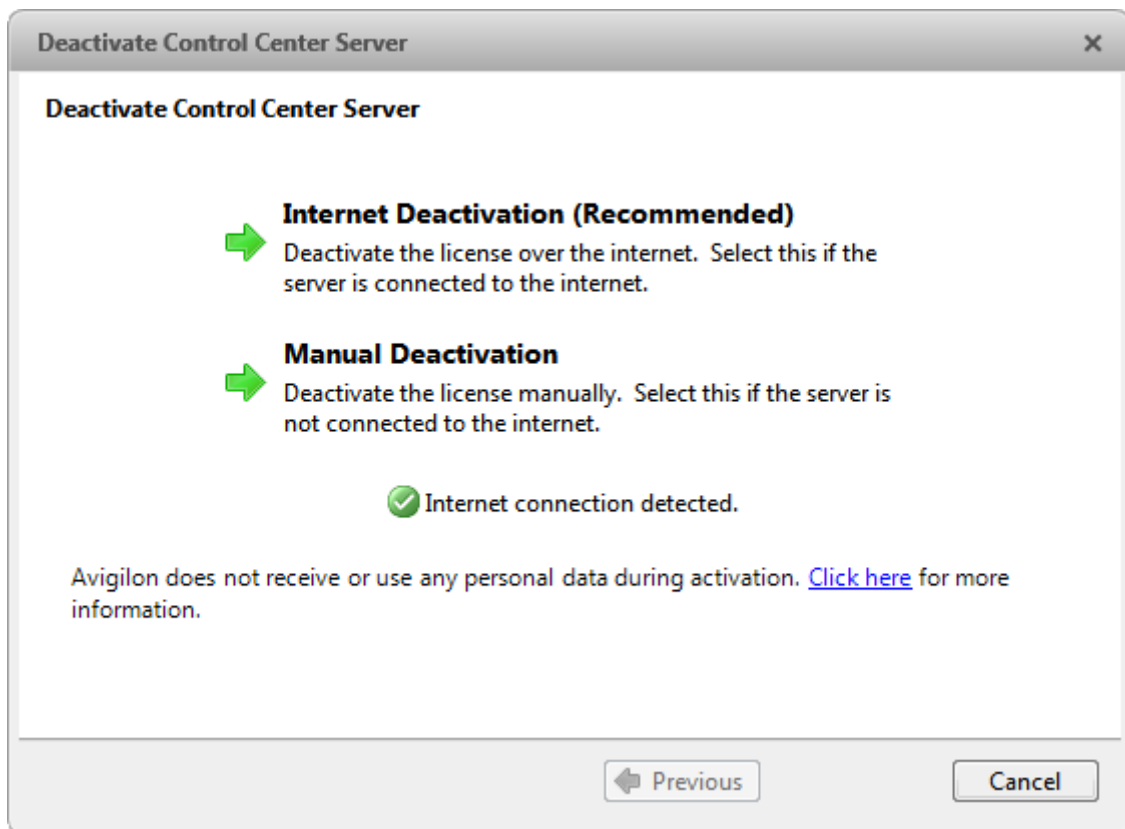 Deactivate Control Center Server
Deactivate Control Center Server
Internet Deactivation (Recommended)
Deactivate the license over the internet.  Select this if the
server is connected to the internet.
Manual Deactivation
Deactivate the license manually.  Select this if the server is
not connected to the internet.
Internet connection detected.
Avigilon does not receive or use any personal data during activation. Click here for more
information.
Previous
Cancel